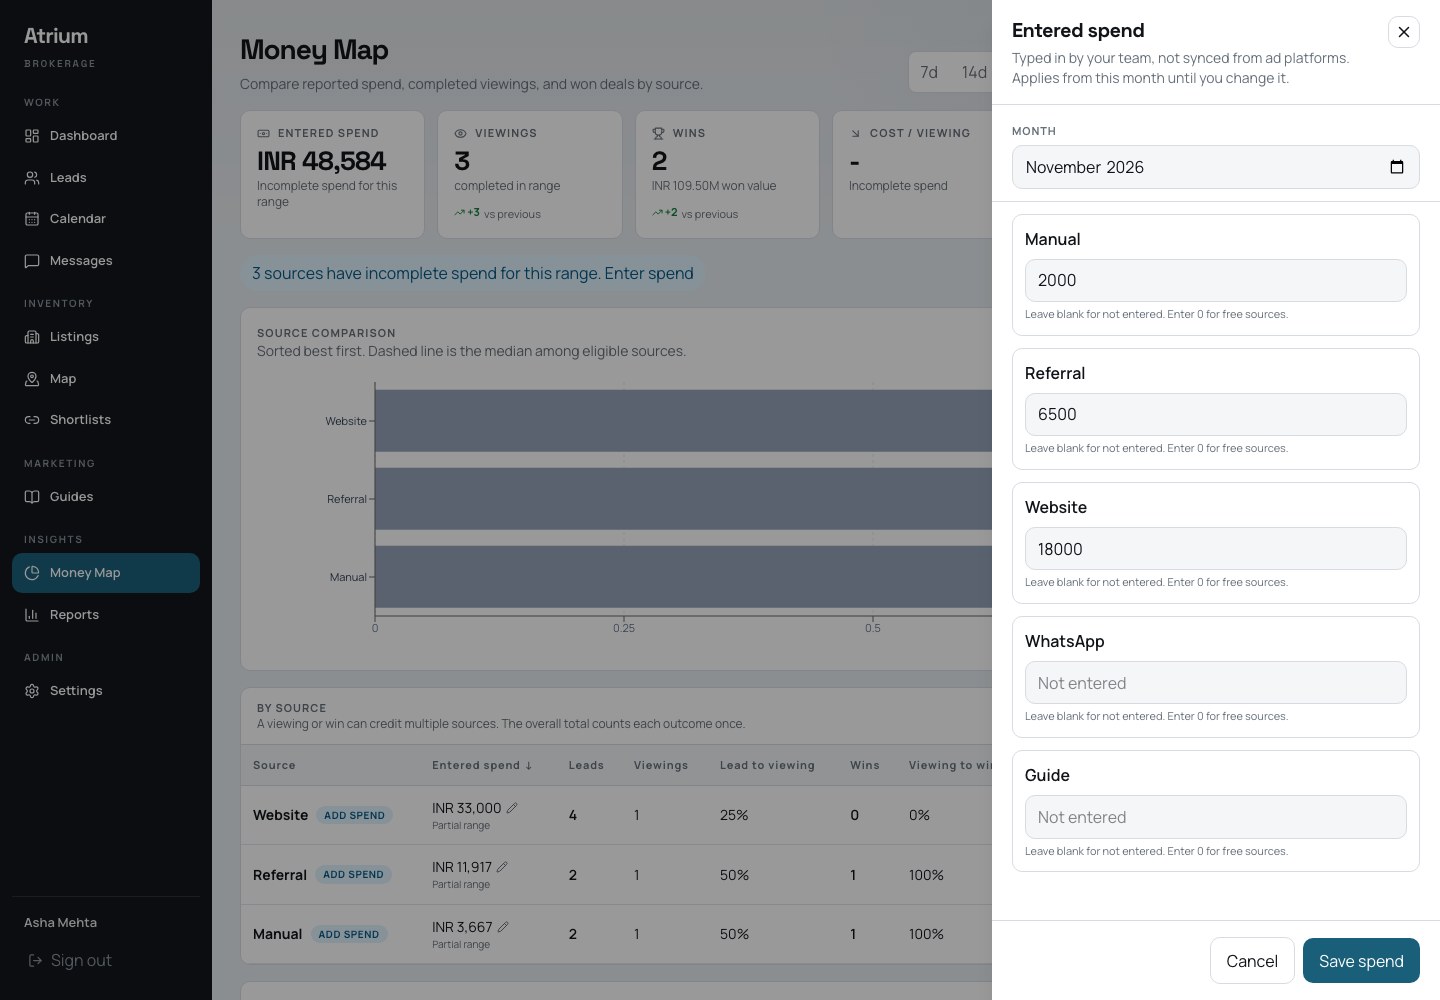 Atrium
BROKERAGE
WORK
Dashboard
Leads
Calendar
Messages
INVENTORY
Listings
Map
Shortlists
MARKETING
Guides
INSIGHTS
Money Map
Reports
ADMIN
Settings
Asha Mehta
Sign out
Money Map
Compare reported spend, completed viewings, and won deals by source.
7d 14d
ENTERED SPEND
INR 48,584
Incomplete spend for this
range
VIEWINGS
3
completed in range
+3 vs previous
WINS
2
INR 109.50M won value
+2 vs previous
COST / VIEWING
-
Incomplete spend
3 sources have incomplete spend for this range. Enter spend
SOURCE COMPARISON
Sorted best first. Dashed line is the median among eligible sources.
Website
Referral
Manual
0 0.25 0.5
BY SOURCE
A viewing or win can credit multiple sources. The overall total counts each outcome once.
Source Entered spend ↓ Leads Viewings Lead to viewing Wins Viewing to wi
Website ADD SPEND INR 33,000 4 1 25% 0 0%
Partial range
Referral ADD SPEND INR 11,917 2 1 50% 1 100%
Partial range
Manual ADD SPEND INR 3,667 2 1 50% 1 100%
Partial range
Entered spend
Typed in by your team, not synced from ad platforms.
Applies from this month until you change it.
MONTH
November 2026
Manual
2000
Leave blank for not entered. Enter 0 for free sources.
Referral
6500
Leave blank for not entered. Enter 0 for free sources.
Website
18000
Leave blank for not entered. Enter 0 for free sources.
WhatsApp
Not entered
Leave blank for not entered. Enter 0 for free sources.
Guide
Not entered
Leave blank for not entered. Enter 0 for free sources.
Cancel
Save spend